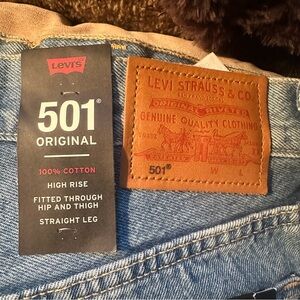 LEVI'S
501®
ORIGINAL
100% COTTON
HIGH RISE
FITTED THROUGH
HIP AND THIGH
STRAIGHT LEG
LEVI STRAUSS & CO.
ORIGINAL RIVETED
GENUINE QUALITY CLOTHING
501®
W